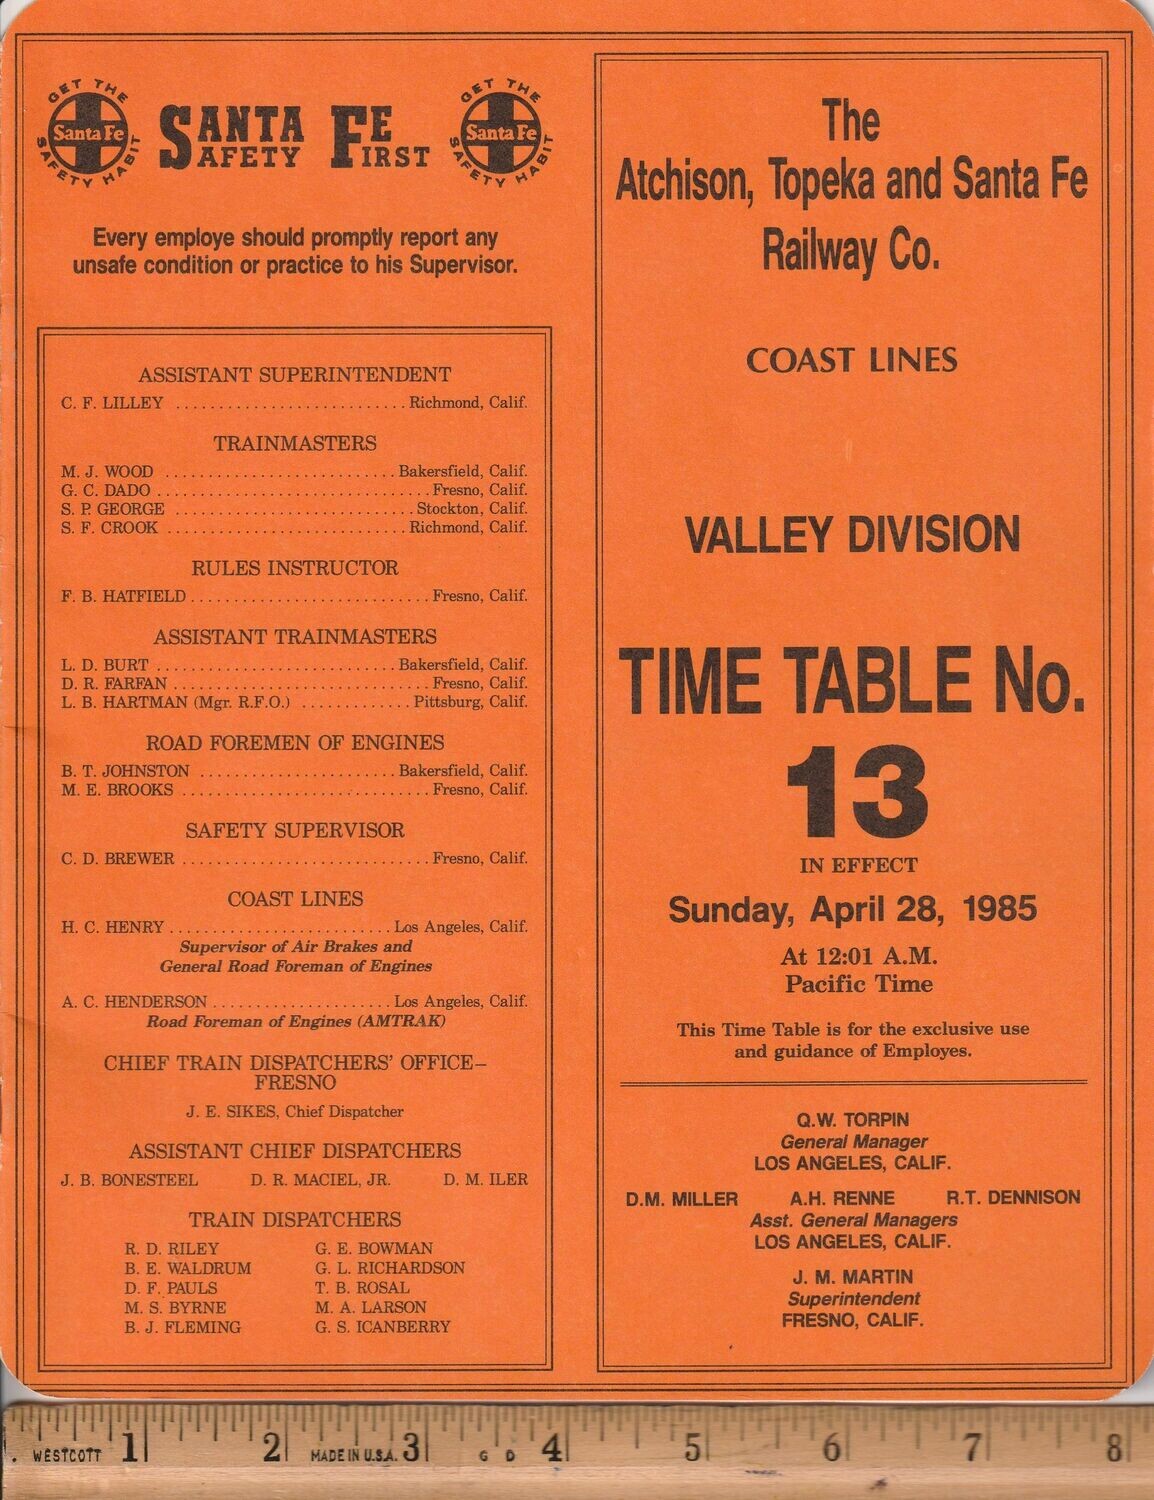 GET THE
Santa Fe
SAFETY HABIT
SANTA FE
SAFETY FIRST
GET THE
Santa Fe
SAFETY HABIT
Every employe should promptly report any
unsafe condition or practice to his Supervisor.
ASSISTANT SUPERINTENDENT
C. F. LILLEY ........................... Richmond, Calif.
TRAINMASTERS
M. J. WOOD ........................... Bakersfield, Calif.
G. C. DADO ................................ Fresno, Calif.
S. P. GEORGE ............................ Stockton, Calif.
S. F. CROOK ............................ Richmond, Calif.
RULES INSTRUCTOR
F. B. HATFIELD ............................ Fresno, Calif.
ASSISTANT TRAINMASTERS
L. D. BURT ............................ Bakersfield, Calif.
D. R. FARFAN .............................. Fresno, Calif.
L. B. HARTMAN (Mgr. R.F.O.) ............. Pittsburg, Calif.
ROAD FOREMEN OF ENGINES
B. T. JOHNSTON ....................... Bakersfield, Calif.
M. E. BROOKS ............................. Fresno, Calif.
SAFETY SUPERVISOR
C. D. BREWER ............................. Fresno, Calif.
COAST LINES
H. C. HENRY .......................... Los Angeles, Calif.
Supervisor of Air Brakes and
General Road Foreman of Engines
A. C. HENDERSON ..................... Los Angeles, Calif.
Road Foreman of Engines (AMTRAK)
CHIEF TRAIN DISPATCHERS' OFFICE–
FRESNO
J. E. SIKES, Chief Dispatcher
ASSISTANT CHIEF DISPATCHERS
J. B. BONESTEEL D. R. MACIEL, JR. D. M. ILER
TRAIN DISPATCHERS
R. D. RILEY G. E. BOWMAN
B. E. WALDRUM G. L. RICHARDSON
D. F. PAULS T. B. ROSAL
M. S. BYRNE M. A. LARSON
B. J. FLEMING G. S. ICANBERRY
The
Atchison, Topeka and Santa Fe
Railway Co.
COAST LINES
VALLEY DIVISION
TIME TABLE No.
13
IN EFFECT
Sunday, April 28, 1985
At 12:01 A.M.
Pacific Time
This Time Table is for the exclusive use
and guidance of Employes.
Q.W. TORPIN
General Manager
LOS ANGELES, CALIF.
D.M. MILLER A.H. RENNE R.T. DENNISON
Asst. General Managers
LOS ANGELES, CALIF.
J. M. MARTIN
Superintendent
FRESNO, CALIF.
WESTCOTT 1 2 MADE IN U.S.A. 3 G D 4 5 6 7 8